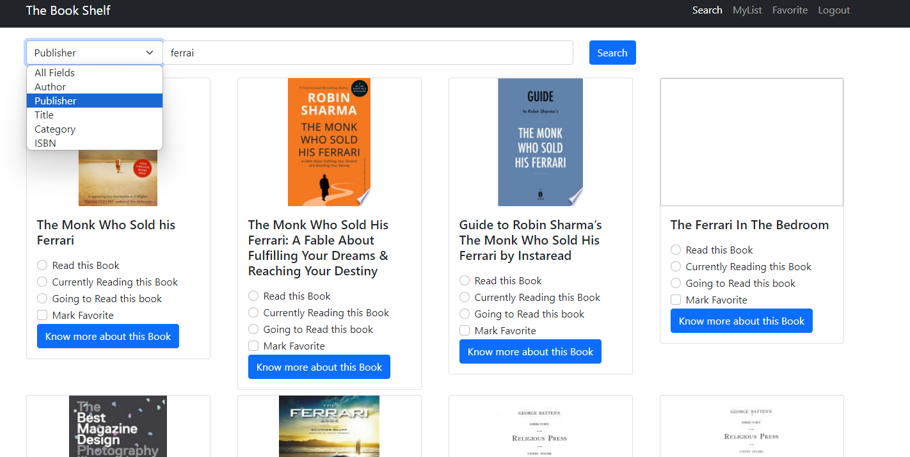 The Book Shelf
Search MyList Favorite Logout
Publisher
ferrai
Search
All Fields
Author
Publisher
Title
Category
ISBN
ROBIN
SHARMA
THE MONK
WHO SOLD
HIS FERRARI
GUIDE
to Robin Sharma's
THE MONK
WHO SOLD
HIS FERRARI
The Monk Who Sold his
Ferrari
Read this Book
Currently Reading this Book
Going to Read this book
Mark Favorite
Know more about this Book
The Monk Who Sold His
Ferrari: A Fable About
Fulfilling Your Dreams &
Reaching Your Destiny
Read this Book
Currently Reading this Book
Going to Read this book
Mark Favorite
Know more about this Book
Guide to Robin Sharma's
The Monk Who Sold His
Ferrari by Instaread
Read this Book
Currently Reading this Book
Going to Read this book
Mark Favorite
Know more about this Book
The Ferrari In The Bedroom
Read this Book
Currently Reading this Book
Going to Read this book
Mark Favorite
Know more about this Book
The
Best
Magazine
Design
Photography
FERRARI
GEORGE BATTEN'S
DIRECTORY
RELIGIOUS PRESS
GEORGE BATTEN'S
DIRECTORY
RELIGIOUS PRESS